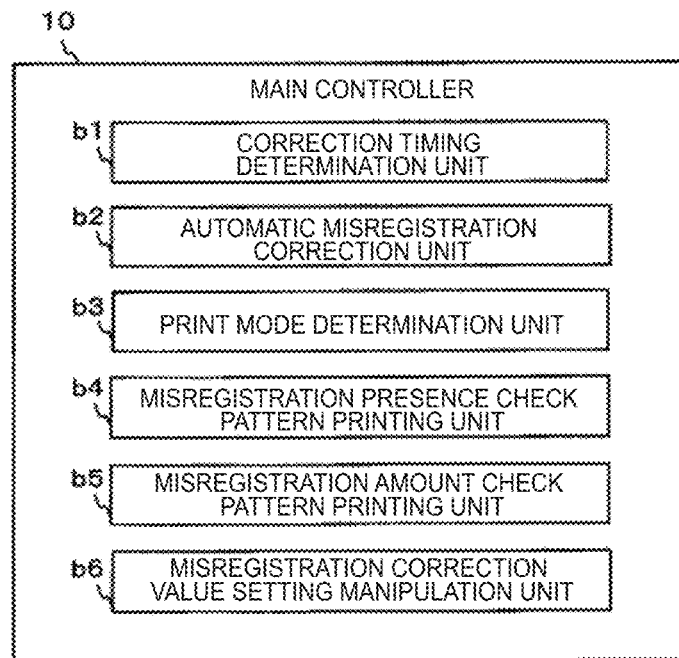 10
MAIN CONTROLLER
b1
CORRECTION TIMING
DETERMINATION UNIT
b2
AUTOMATIC MISREGISTRATION
CORRECTION UNIT
b3
PRINT MODE DETERMINATION UNIT
b4
MISREGISTRATION PRESENCE CHECK
PATTERN PRINTING UNIT
b5
MISREGISTRATION AMOUNT CHECK
PATTERN PRINTING UNIT
b6
MISREGISTRATION CORRECTION
VALUE SETTING MANIPULATION UNIT